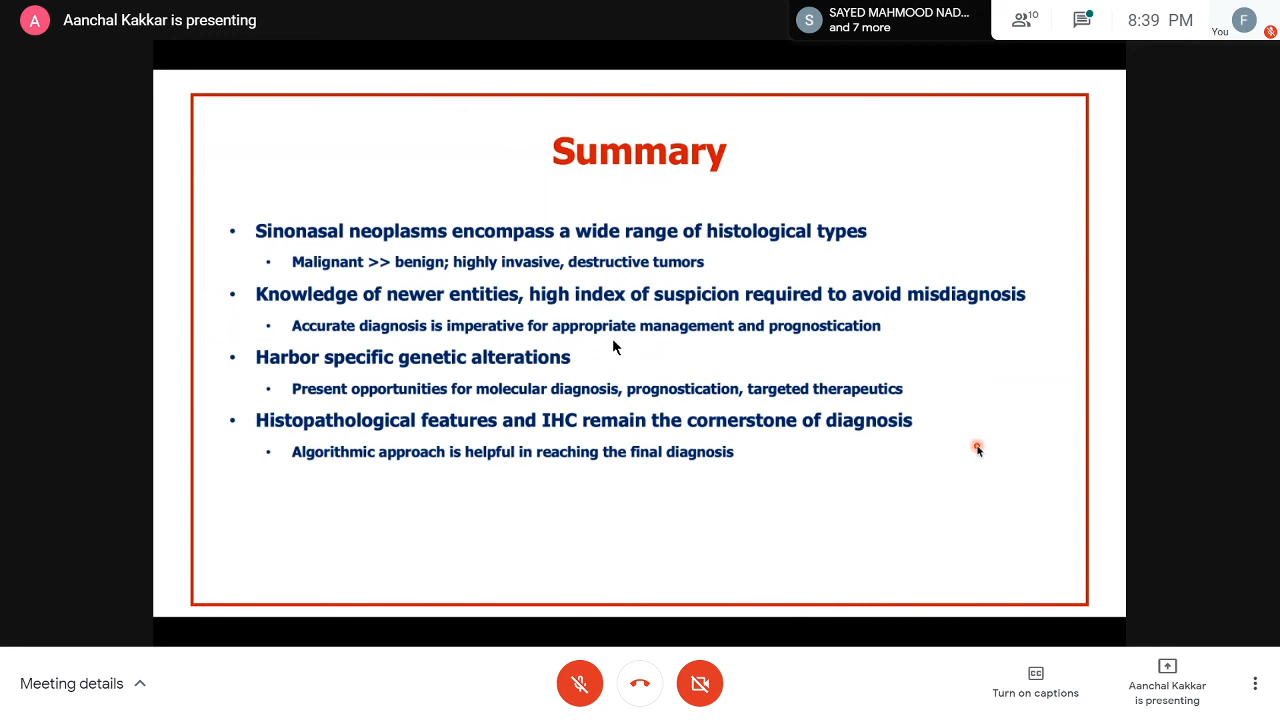 A Aanchal Kakkar is presenting
S SAYED MAHMOOD NAD...
and 7 more
10
8:39 PM
You
F
Summary
• Sinonasal neoplasms encompass a wide range of histological types
• Malignant >> benign; highly invasive, destructive tumors
• Knowledge of newer entities, high index of suspicion required to avoid misdiagnosis
• Accurate diagnosis is imperative for appropriate management and prognostication
• Harbor specific genetic alterations
• Present opportunities for molecular diagnosis, prognostication, targeted therapeutics
• Histopathological features and IHC remain the cornerstone of diagnosis
• Algorithmic approach is helpful in reaching the final diagnosis
Meeting details
CC
Turn on captions
Aanchal Kakkar
is presenting